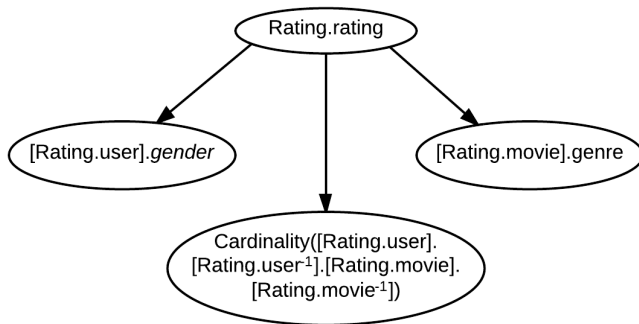 Rating.rating
[Rating.user].gender
[Rating.movie].genre
Cardinality([Rating.user].
[Rating.user⁻¹].[Rating.movie].
[Rating.movie⁻¹])